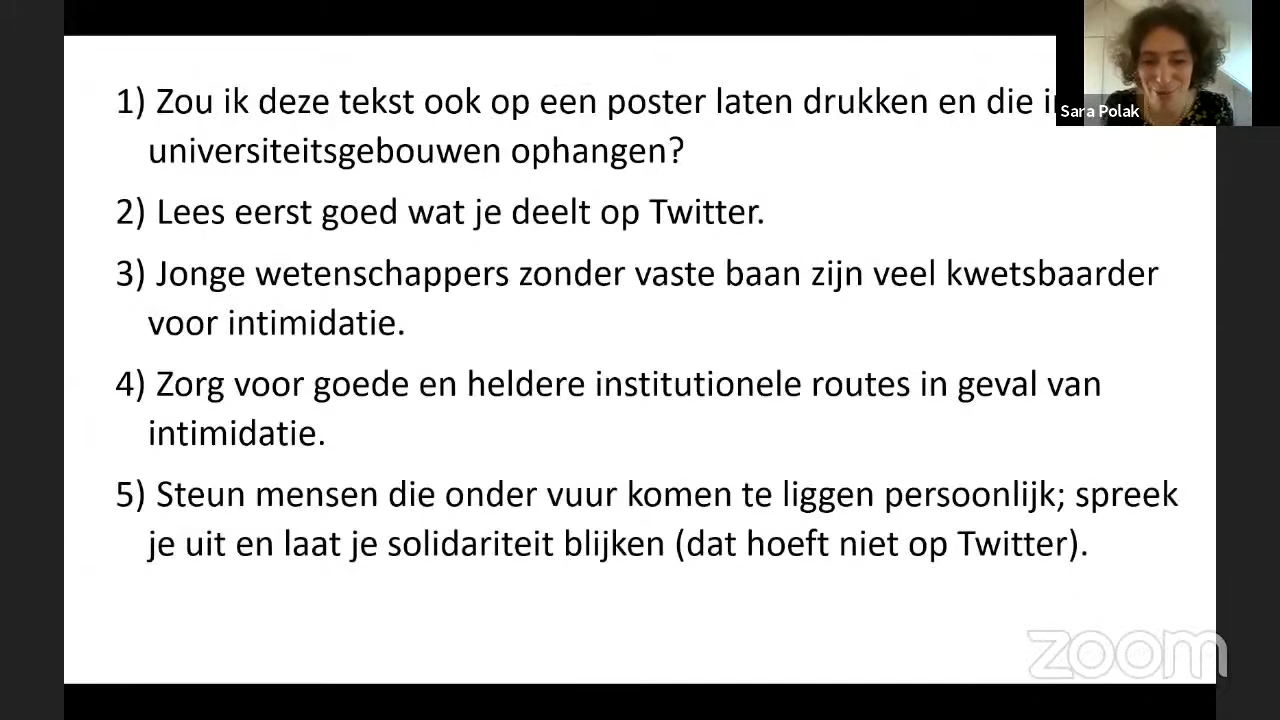 1) Zou ik deze tekst ook op een poster laten drukken en die
universiteitsgebouwen ophangen?
2) Lees eerst goed wat je deelt op Twitter.
3) Jonge wetenschappers zonder vaste baan zijn veel kwetsbaarder
voor intimidatie.
4) Zorg voor goede en heldere institutionele routes in geval van
intimidatie.
5) Steun mensen die onder vuur komen te liggen persoonlijk; spreek
je uit en laat je solidariteit blijken (dat hoeft niet op Twitter).
Sara Polak
zoom